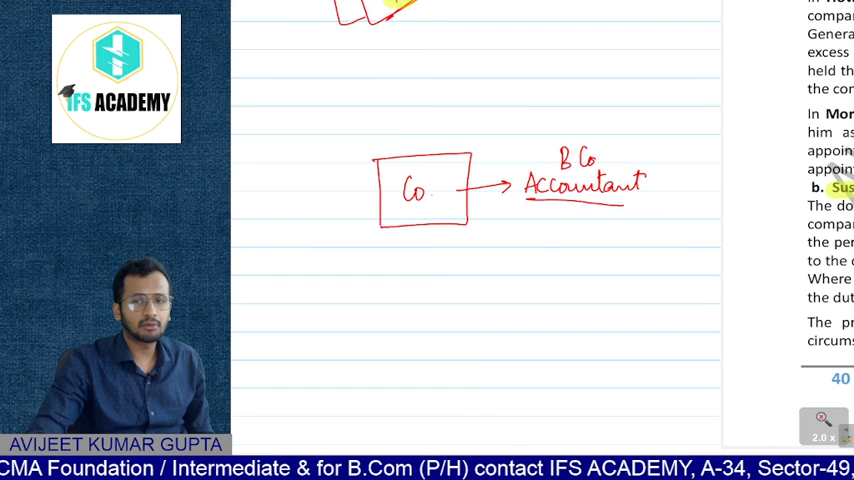 IFS ACADEMY
Co.
B Co
Accountant
In
compa
Genera
excess
held th
the cor
In Mor
him as
appoin
appoin
b. Sus
The do
compar
the per
to the c
Where
the dut
The pr
circums
40
2.0 x
AVIJEET KUMAR GUPTA
CMA Foundation / Intermediate & for B.Com (P/H) contact IFS ACADEMY, A-34, Sector-49,